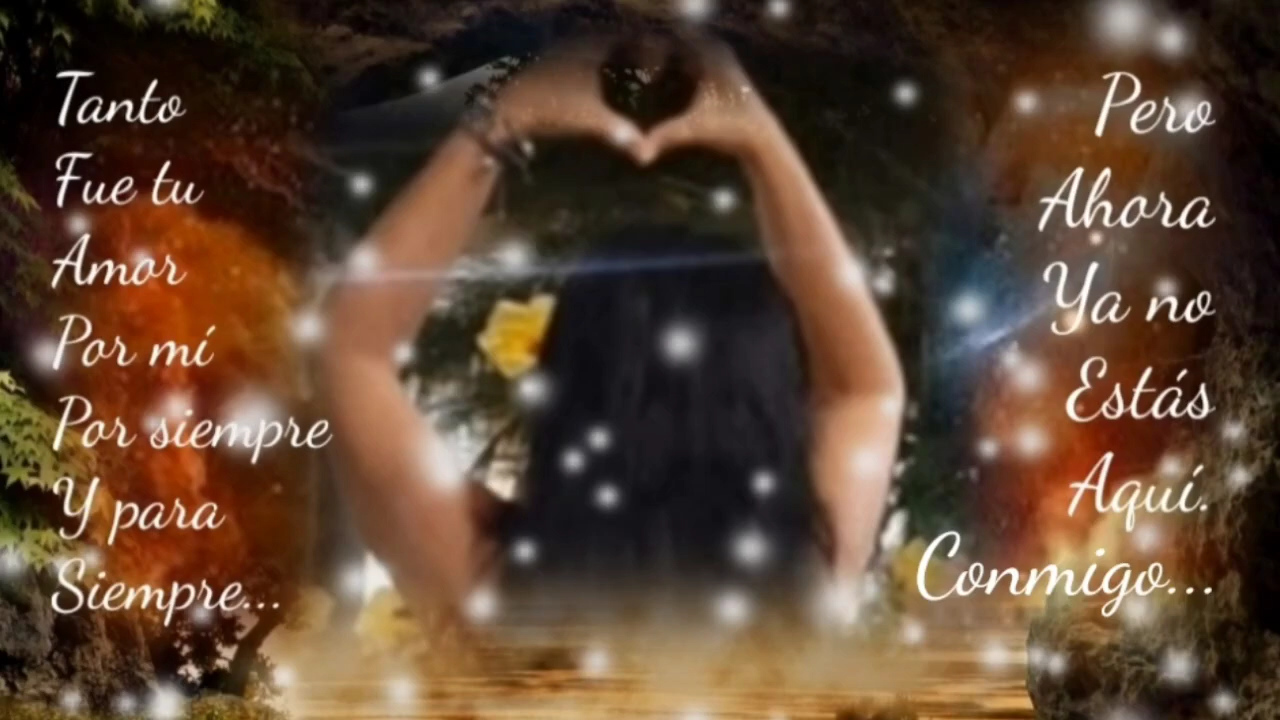 Tanto
Fue tu
Amor
Por mí
Por siempre
Y para
Siempre...
Pero
Ahora
Ya no
Estás
Aquí.
Conmigo...